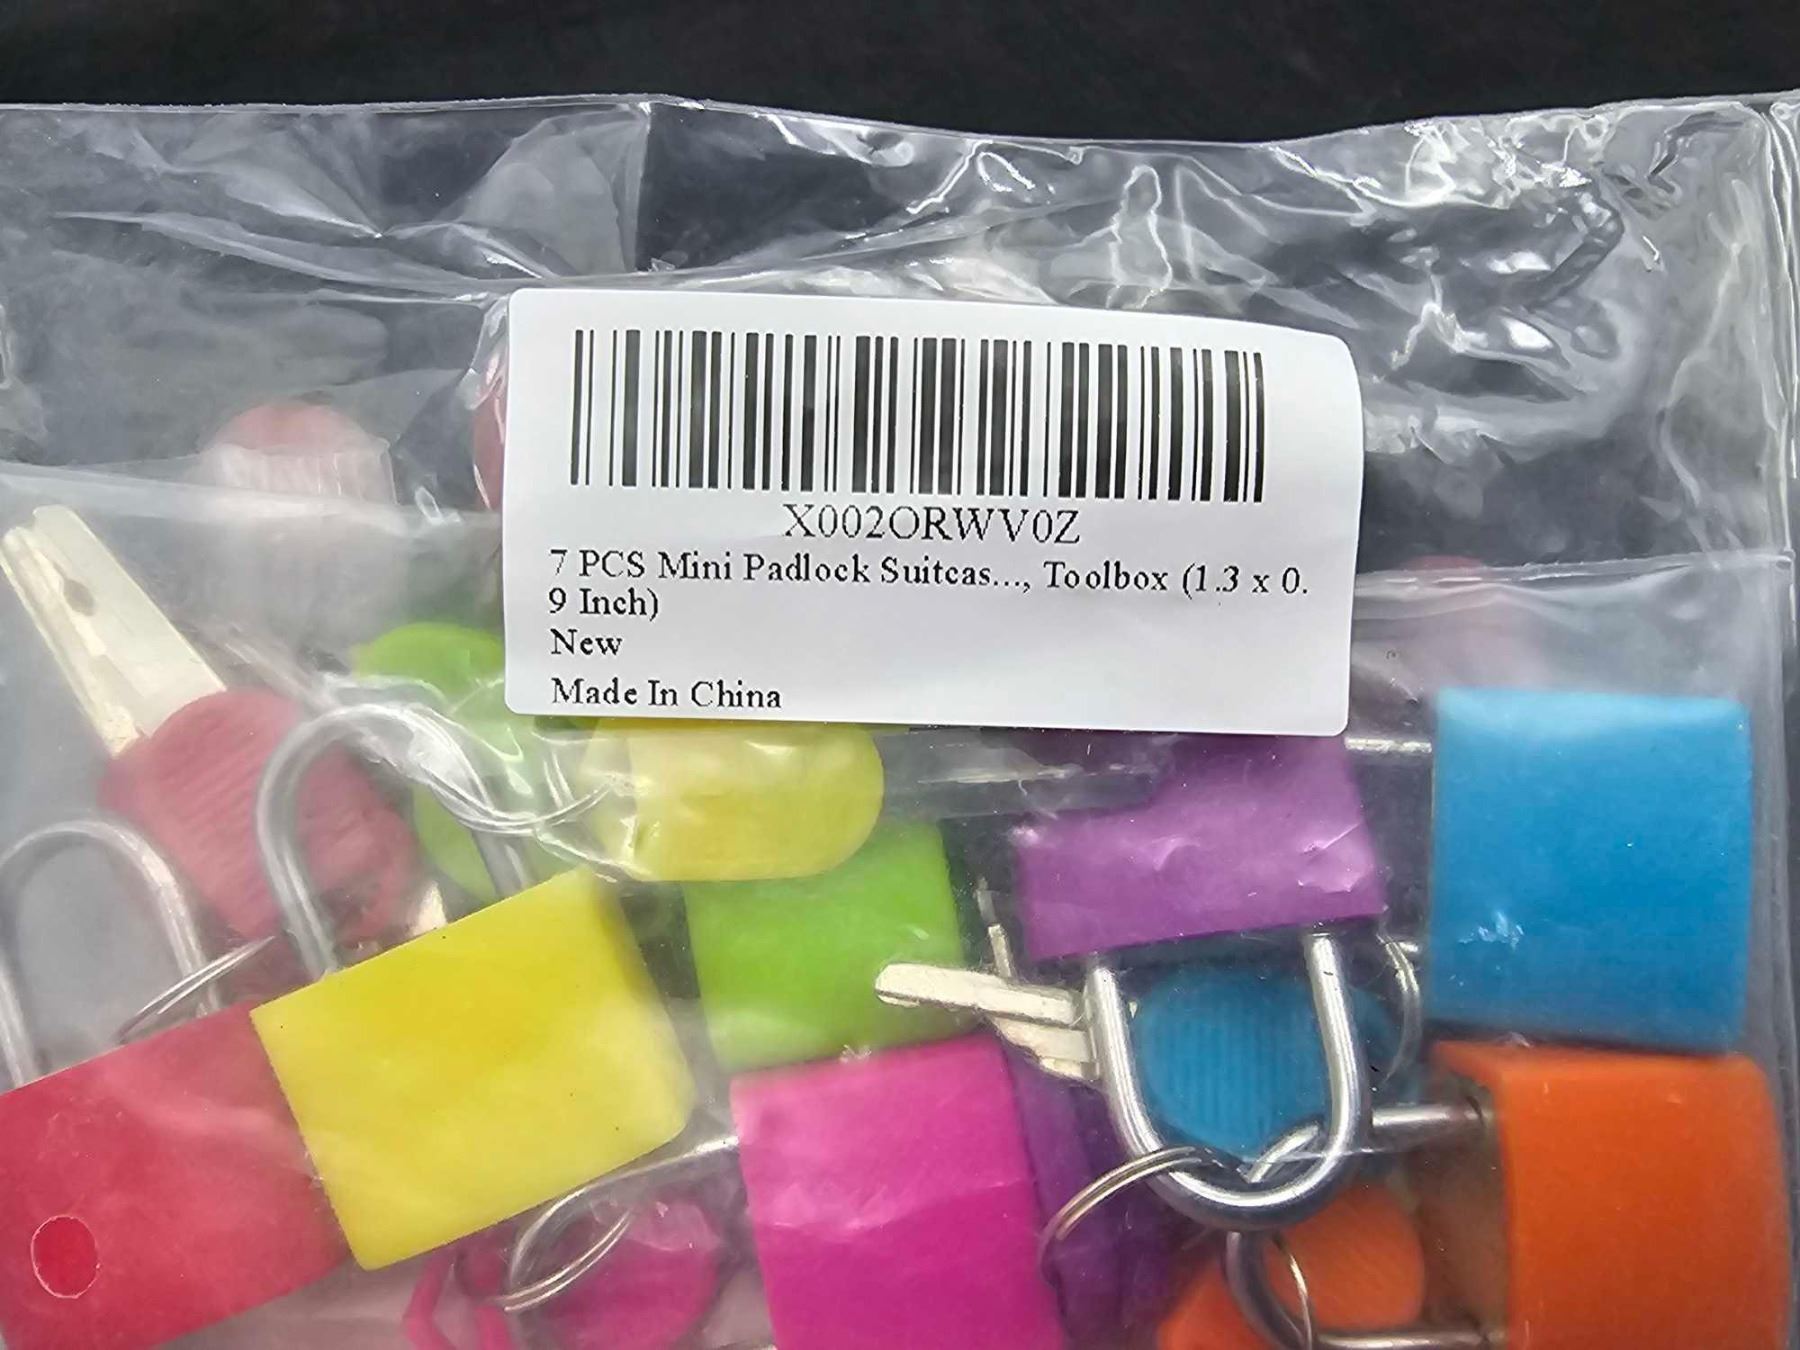 X002ORWV0Z
7 PCS Mini Padlock Suitcas..., Toolbox (1.3 x 0.
9 Inch)
New
Made In China